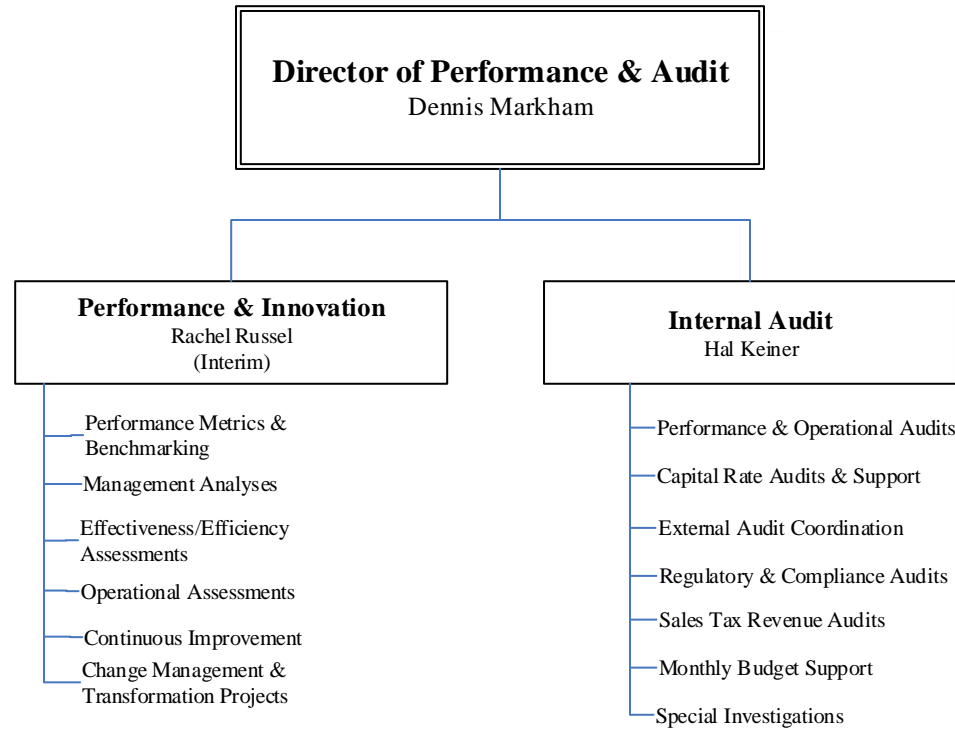 Director of Performance & Audit
Dennis Markham
Performance & Innovation
Rachel Russel
(Interim)
Performance Metrics &
Benchmarking
Management Analyses
Effectiveness/Efficiency
Assessments
Operational Assessments
Continuous Improvement
Change Management &
Transformation Projects
Internal Audit
Hal Keiner
Performance & Operational Audits
Capital Rate Audits & Support
External Audit Coordination
Regulatory & Compliance Audits
Sales Tax Revenue Audits
Monthly Budget Support
Special Investigations